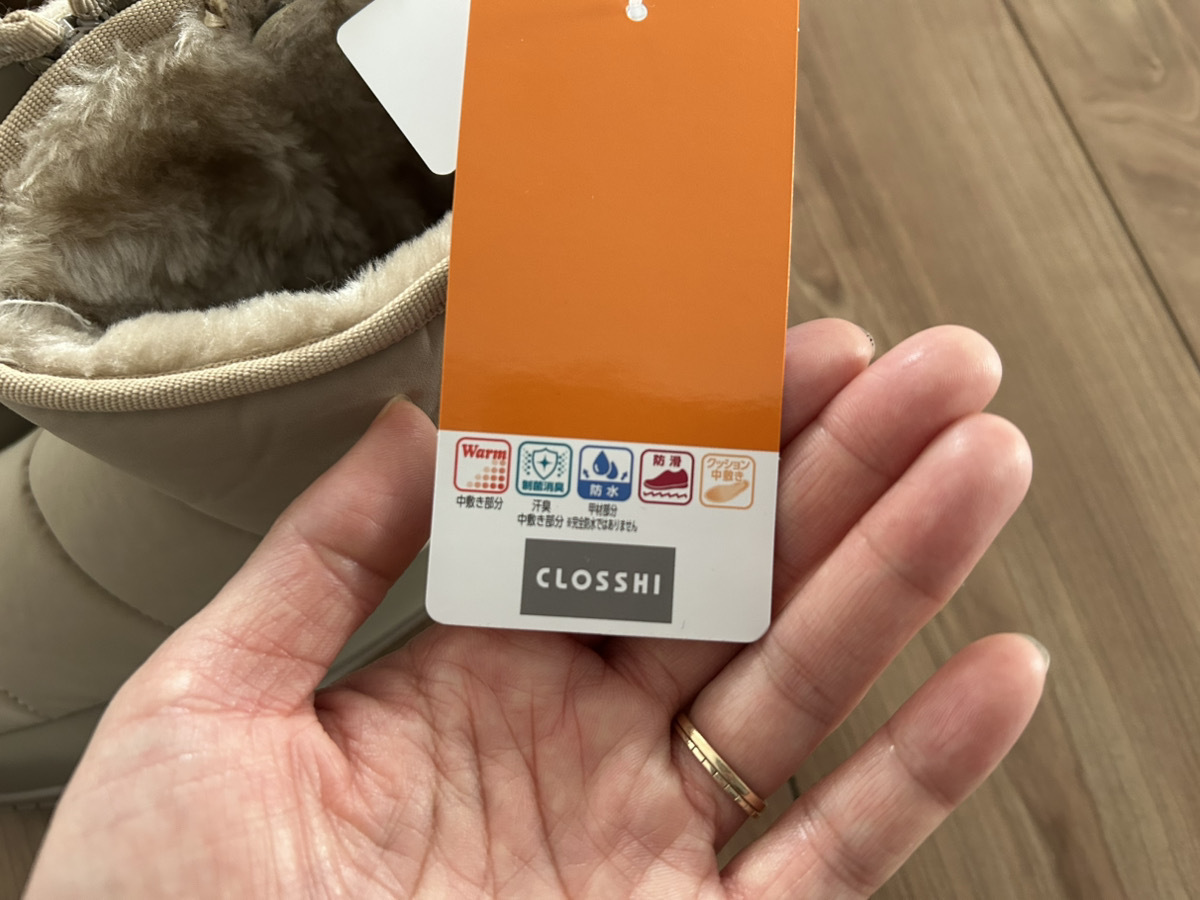 Warm
中敷き部分
制菌消臭
汗臭
中敷き部分
防水
甲材部分
※完全防水ではありません
防滑
クッション
中敷き
CLOSSHI